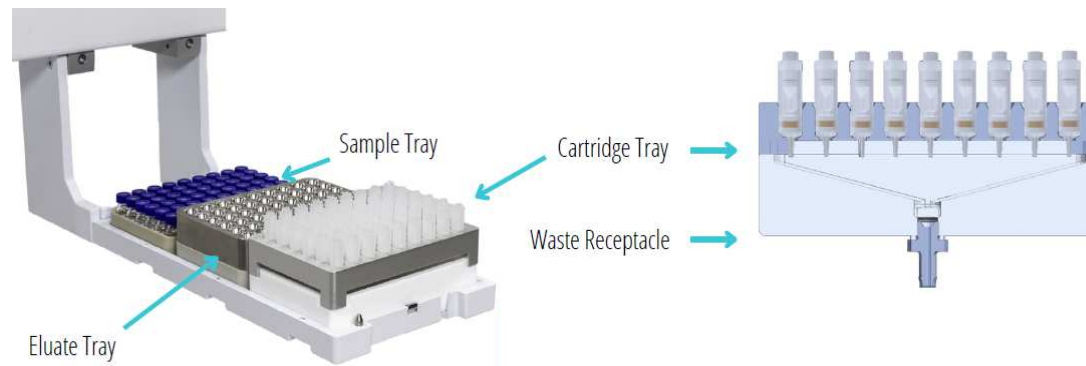 Sample Tray
Cartridge Tray
Waste Receptacle
Eluate Tray